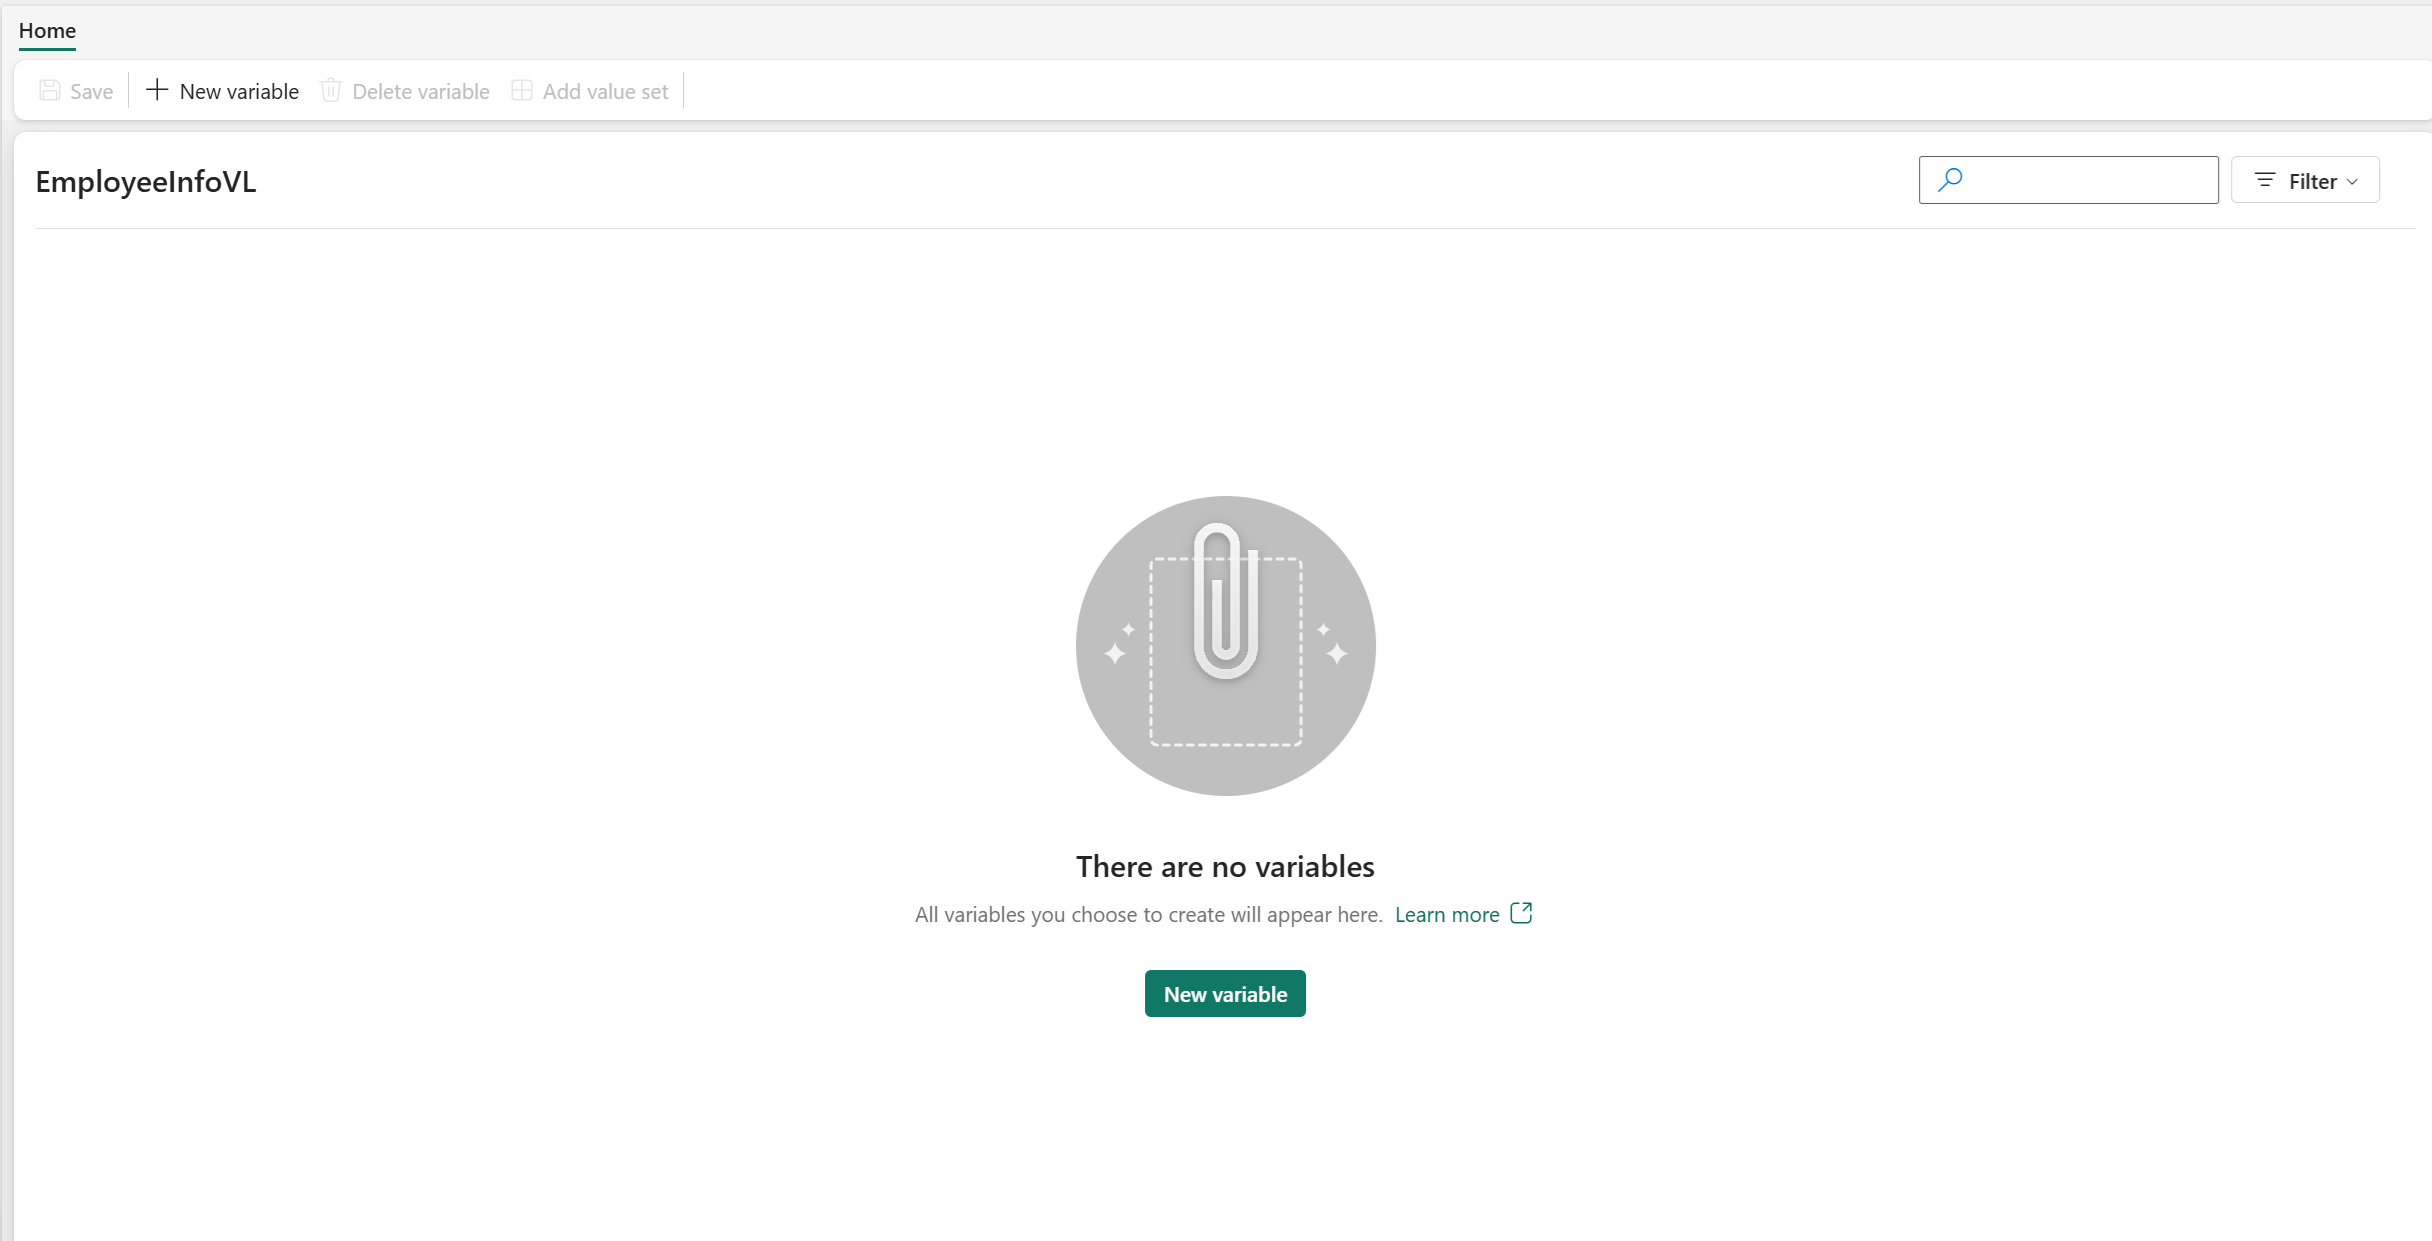 Home
Save New variable Delete variable Add value set
EmployeeInfoVL
Filter
There are no variables
All variables you choose to create will appear here. Learn more
New variable